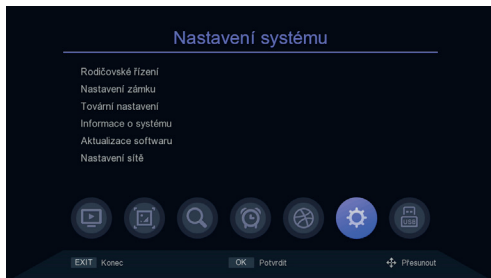 Nastavení systému
Rodičovské řízení
Nastavení zámku
Tovární nastavení
Informace o systému
Aktualizace softwaru
Nastavení sítě
USB
EXIT Konec OK Potvrdit Přesunout